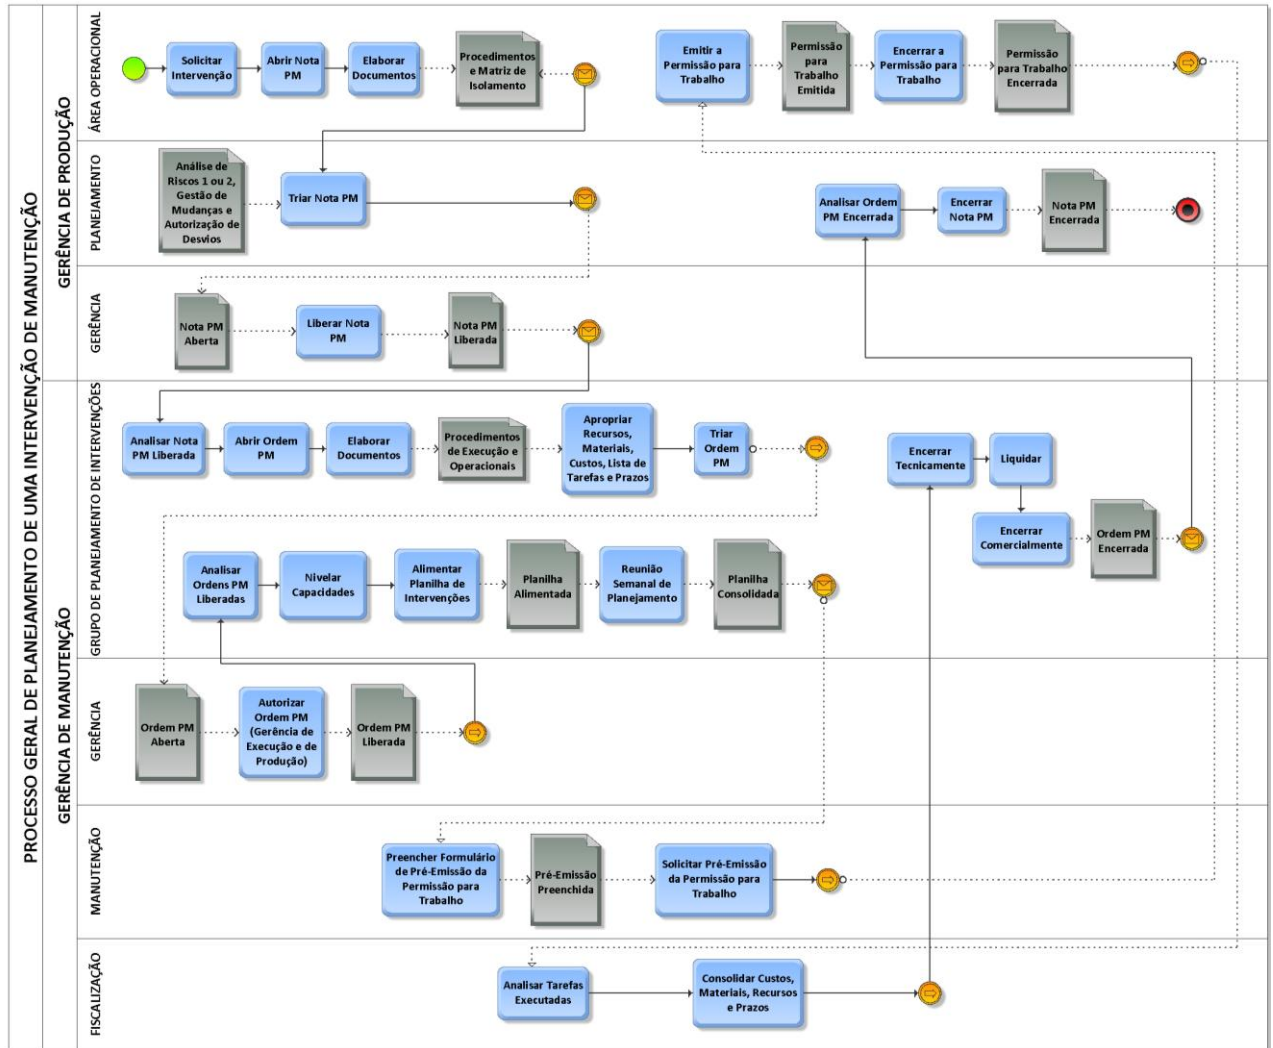 PROCESSO GERAL DE PLANEJAMENTO DE UMA INTERVENÇÃO DE MANUTENÇÃO
GERÊNCIA DE PRODUÇÃO
ÁREA OPERACIONAL
Solicitar
Intervenção
Abrir Nota
PM
Elaborar
Documentos
Procedimentos
e Matriz de
Isolamento
Emitir a
Permissão para
Trabalho
Permissão
para
Trabalho
Emitida
Encerrar a
Permissão para
Trabalho
Permissão
para Trabalho
Encerrada
PLANEJAMENTO
Análise de
Riscos 1 ou 2,
Gestão de
Mudanças e
Autorização de
Desvios
Triar Nota PM
Analisar Ordem
PM Encerrada
Encerrar
Nota PM
Nota PM
Encerrada
GERÊNCIA
Nota PM
Aberta
Liberar Nota
PM
Nota PM
Liberada
GERÊNCIA DE MANUTENÇÃO
GRUPO DE PLANEJAMENTO DE INTERVENÇÕES
Analisar Nota
PM Liberada
Abrir Ordem
PM
Elaborar
Documentos
Procedimentos
de Execução e
Operacionais
Apropriar
Recursos,
Materiais,
Custos, Lista de
Tarefas e Prazos
Triar
Ordem
PM
Encerrar
Tecnicamente
Liquidar
Encerrar
Comercialmente
Ordem PM
Encerrada
Analisar
Ordens PM
Liberadas
Nivelar
Capacidades
Alimentar
Planilha de
Intervenções
Planilha
Alimentada
Reunião
Semanal de
Planejamento
Planilha
Consolidada
GERÊNCIA
Ordem PM
Aberta
Autorizar
Ordem PM
(Gerência de
Execução e de
Produção)
Ordem PM
Liberada
MANUTENÇÃO
Preencher Formulário
de Pré-Emissão da
Permissão para
Trabalho
Pré-Emissão
Preenchida
Solicitar Pré-Emissão
da Permissão para
Trabalho
FISCALIZAÇÃO
Analisar Tarefas
Executadas
Consolidar Custos,
Materiais, Recursos
e Prazos